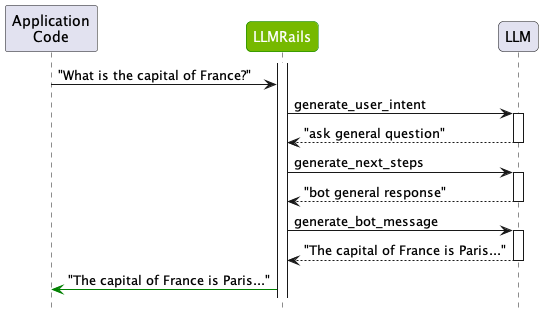 Application
Code
LLMRails
LLM
"What is the capital of France?"
generate_user_intent
"ask general question"
generate_next_steps
"bot general response"
generate_bot_message
"The capital of France is Paris..."
"The capital of France is Paris..."